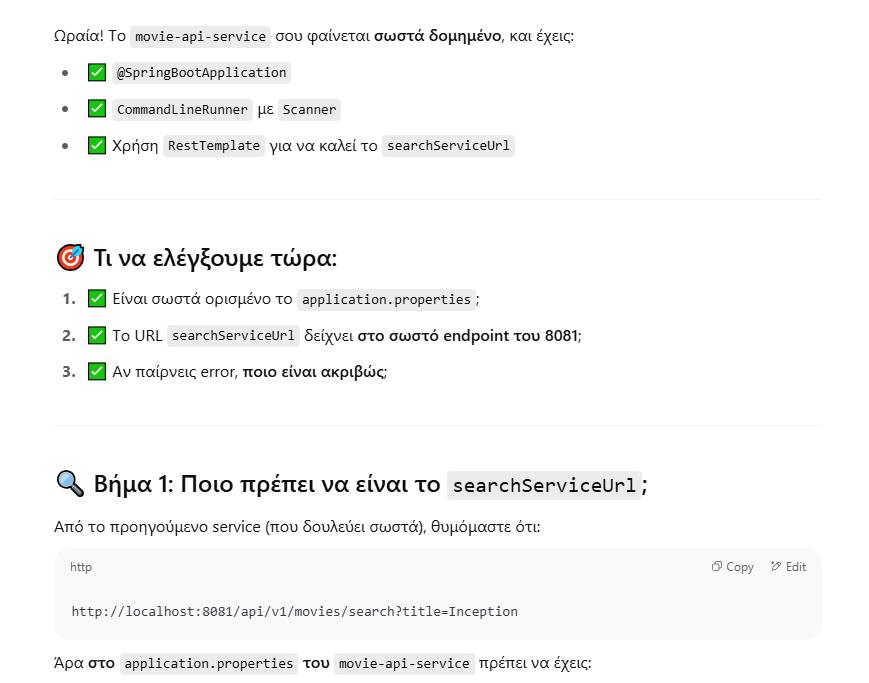 Ωραία! Το movie-api-service σου φαίνεται σωστά δομημένο, και έχεις:
✅ @SpringBootApplication
✅ CommandLineRunner με Scanner
✅ Χρήση RestTemplate για να καλεί το searchServiceUrl
🎯 Τι να ελέγξουμε τώρα:
1. ✅ Είναι σωστά ορισμένο το application.properties;
2. ✅ Το URL searchServiceUrl δείχνει στο σωστό endpoint του 8081;
3. ✅ Αν παίρνεις error, ποιο είναι ακριβώς;
🔍 Βήμα 1: Ποιο πρέπει να είναι το searchServiceUrl;
Από το προηγούμενο service (που δουλεύει σωστά), θυμόμαστε ότι:
http Copy Edit
http://localhost:8081/api/v1/movies/search?title=Inception
Άρα στο application.properties του movie-api-service πρέπει να έχεις: